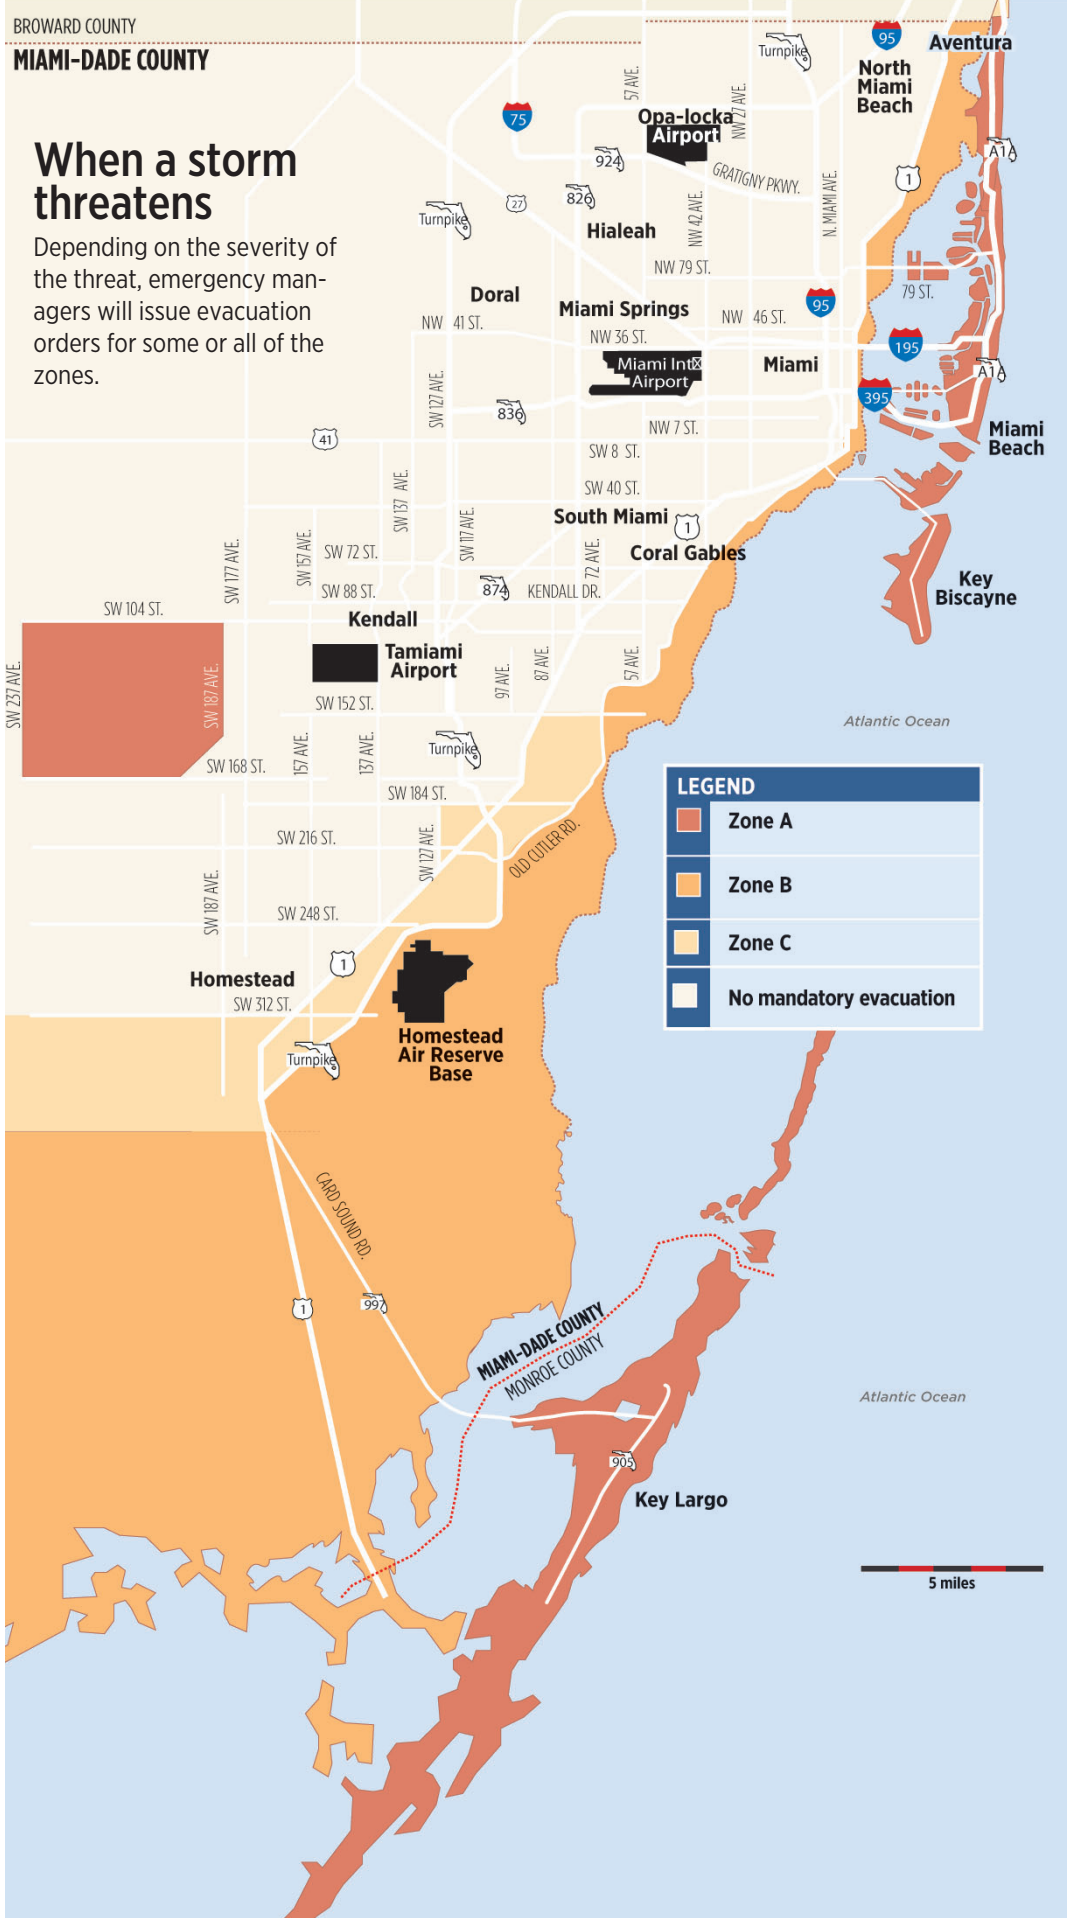 BROWARD COUNTY
MIAMI-DADE COUNTY
When a storm
threatens
Depending on the severity of
the threat, emergency man-
agers will issue evacuation
orders for some or all of the
zones.
95
Aventura
Turnpike
North
Miami
Beach
57 AVE.
NW 27 AVE.
75
Opa-locka
Airport
924
A1A
GRATIGNY PKWY.
1
826
27
Turnpike
NW 42 AVE.
N. MIAMI AVE.
Hialeah
NW 79 ST.
79 ST.
Doral
95
Miami Springs
NW 41 ST.
NW 46 ST.
NW 36 ST.
195
Miami
Miami Intl
Airport
A1A
SW 127 AVE.
395
836
NW 7 ST.
41
Miami
Beach
SW 8 ST.
SW 40 ST.
SW 137 AVE.
South Miami
1
SW 117 AVE.
SW 157 AVE.
SW 72 ST.
Coral Gables
SW 177 AVE.
72 AVE.
Key
Biscayne
SW 88 ST.
874
KENDALL DR.
SW 104 ST.
Kendall
Tamiami
Airport
SW 237 AVE.
SW 187 AVE.
97 AVE.
87 AVE.
57 AVE.
SW 152 ST.
Atlantic Ocean
157 AVE.
137 AVE.
Turnpike
SW 168 ST.
LEGEND
Zone A
Zone B
Zone C
No mandatory evacuation
SW 184 ST.
SW 216 ST.
SW 127 AVE.
OLD CUTLER RD.
SW 187 AVE.
SW 248 ST.
1
Homestead
SW 312 ST.
Homestead
Air Reserve
Base
Turnpike
CARD SOUND RD.
1
997
MIAMI-DADE COUNTY
MONROE COUNTY
Atlantic Ocean
905
Key Largo
5 miles